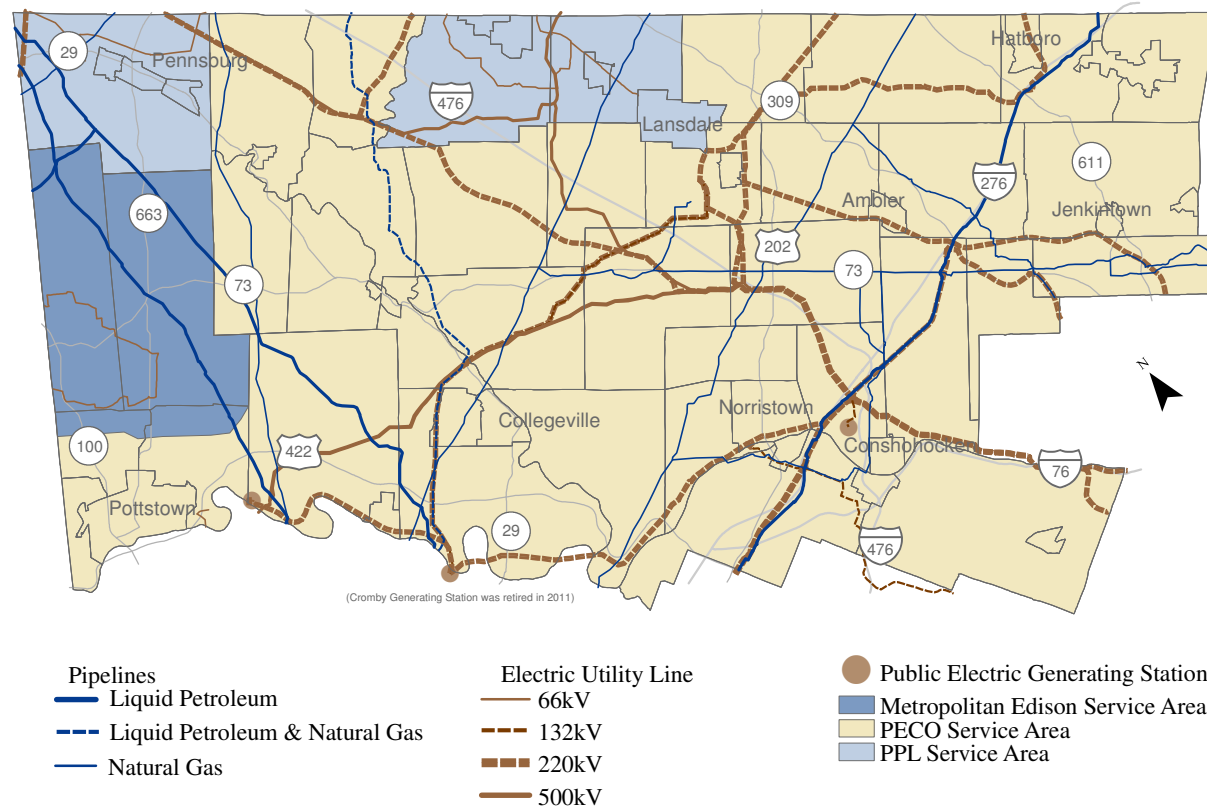 29
Pennsburg
Hatboro
476
309
Lansdale
611
276
663
Ambler
Jenkintown
202
73
73
Collegeville
Norristown
Conshohocken
100
422
76
Pottstown
29
476
N
(Cromby Generating Station was retired in 2011)
Pipelines
Liquid Petroleum
Liquid Petroleum & Natural Gas
Natural Gas
Electric Utility Line
66kV
132kV
220kV
500kV
Public Electric Generating Station
Metropolitan Edison Service Area
PECO Service Area
PPL Service Area